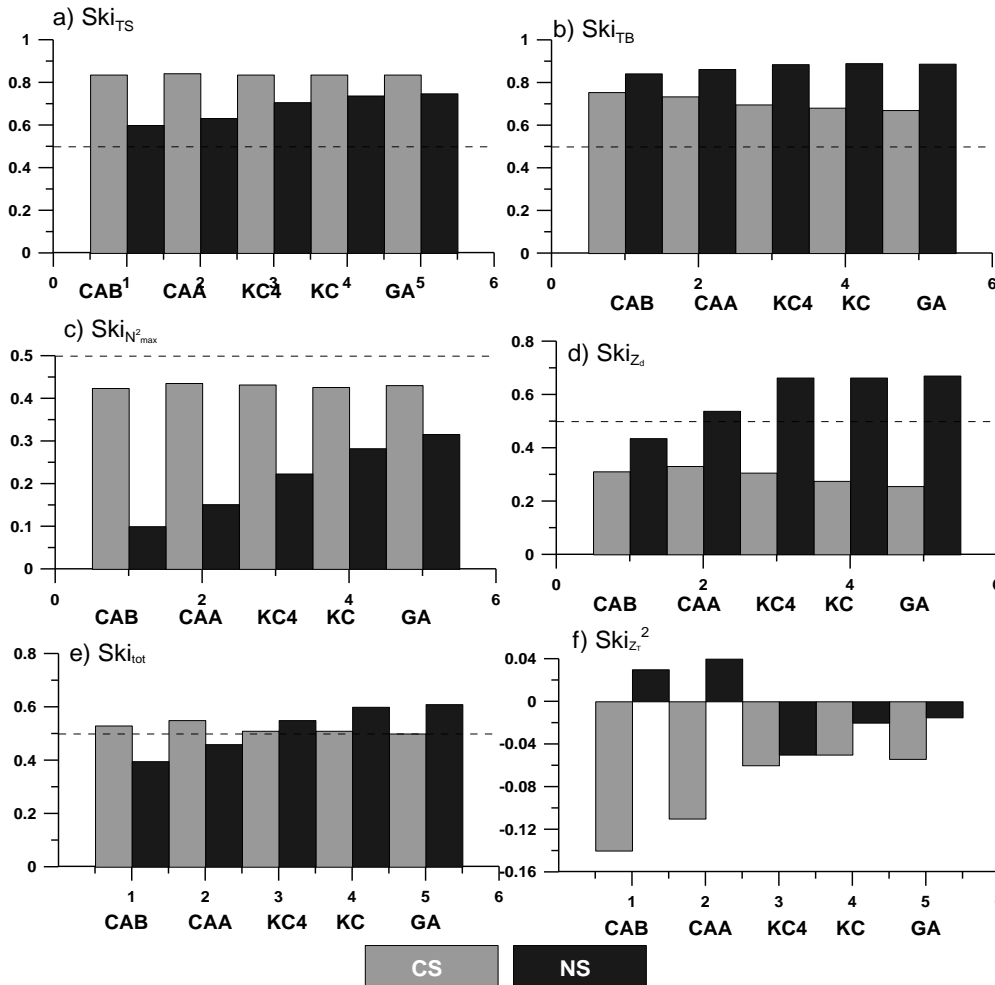 a) Ski_TS
1
0.8
0.6
0.4
0.2
0
0 1 2 3 4 5 6
CAB CAA KC4 KC GA
b) Ski_TB
1
0.8
0.6
0.4
0.2
0
0 2 4 6
CAB CAA KC4 KC GA
c) Ski_N²max
0.5
0.4
0.3
0.2
0.1
0
0 2 4 6
CAB CAA KC4 KC GA
d) Ski_Zd
0.8
0.6
0.4
0.2
0
0 2 4
CAB CAA KC4 KC GA
e) Ski_tot
0.8
0.6
0.4
0.2
0
1 2 3 4 5 6
CAB CAA KC4 KC GA
f) Ski_ZT²
0.04
0
-0.04
-0.08
-0.12
-0.16
1 2 3 4 5
CAB CAA KC4 KC GA
CS NS